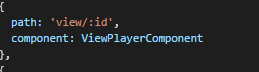 {
path: 'view/:id',
component: ViewPlayerComponent
},
{